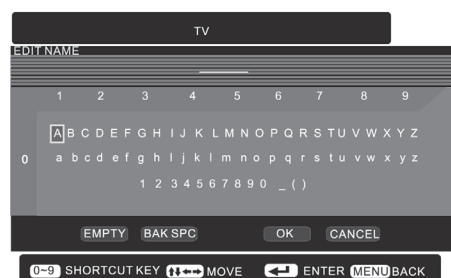 TV
EDIT NAME
1 2 3 4 5 6 7 8 9
A B C D E F G H I J K L M N O P Q R S T U V W X Y Z
0 a b c d e f g h I j k l m n o p q r s t u v w x y z
1 2 3 4 5 6 7 8 9 0 _ ( )
EMPTY BAK SPC OK CANCEL
0~9 SHORTCUT KEY MOVE ENTER MENU BACK